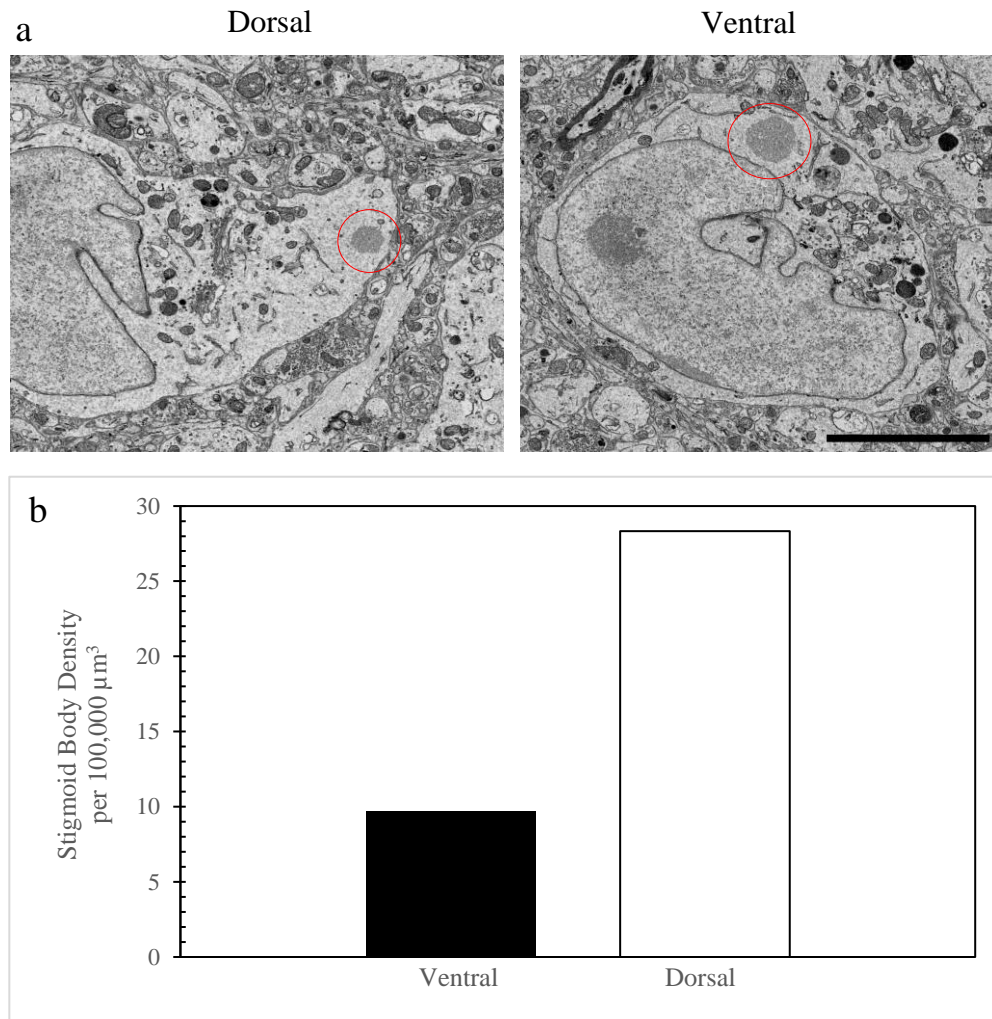 a
Dorsal
Ventral
b
Stigmoid Body Density
per 100,000 µm³
30
25
20
15
10
5
0
Ventral
Dorsal